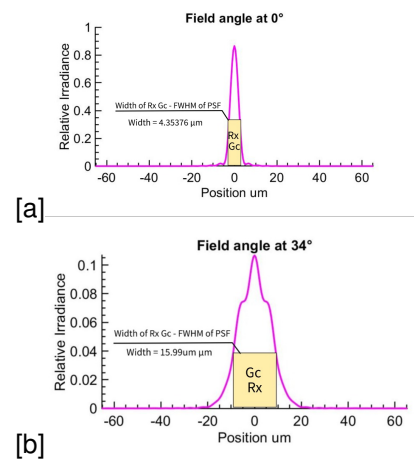 Field angle at 0°
Relative Irradiance
1
0.8
0.6
0.4
0.2
0
Width of Rx Gc - FWHM of PSF
Width = 4.35376 μm
Rx
Gc
-60 -40 -20 0 20 40 60
Position um
[a]
Field angle at 34°
Relative Irradiance
0.1
0.08
0.06
0.04
0.02
0
Width of Rx Gc - FWHM of PSF
Width = 15.99um μm
Gc
Rx
-60 -40 -20 0 20 40 60
Position um
[b]